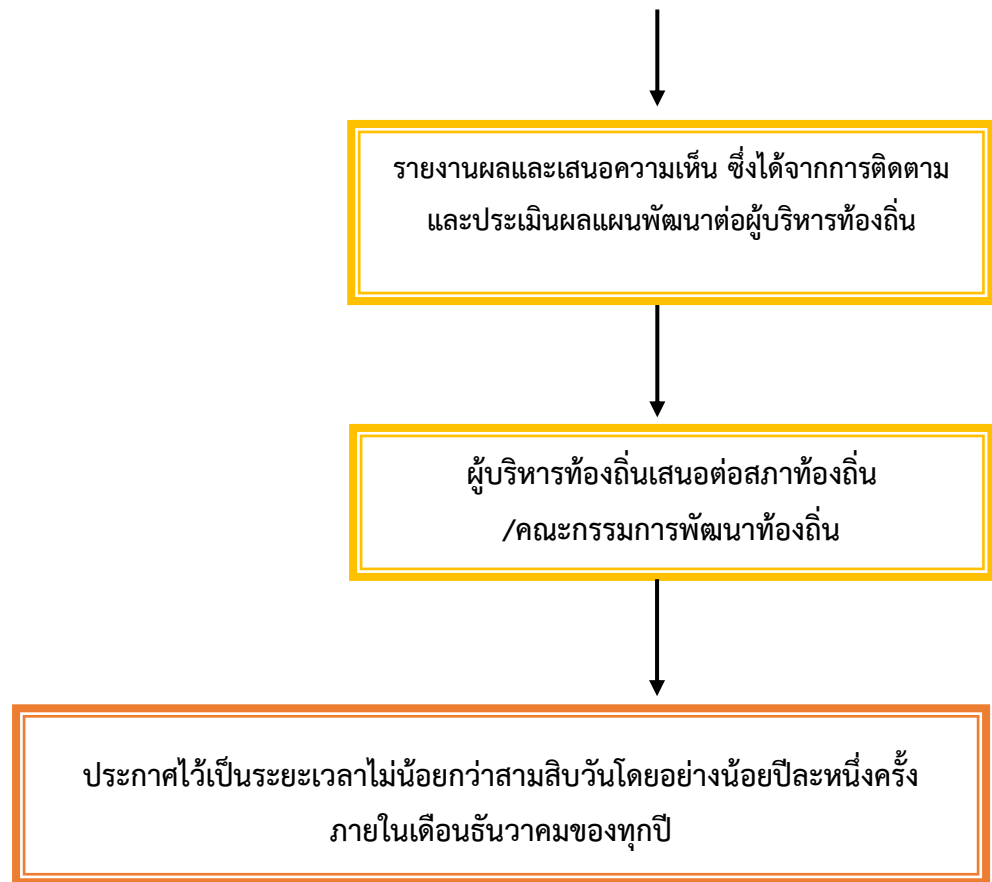 รายงานผลและเสนอความเห็น ซึ่งได้จากการติดตาม
และประเมินผลแผนพัฒนาต่อผู้บริหารท้องถิ่น
ผู้บริหารท้องถิ่นเสนอต่อสภาท้องถิ่น
/คณะกรรมการพัฒนาท้องถิ่น
ประกาศไว้เป็นระยะเวลาไม่น้อยกว่าสามสิบวันโดยอย่างน้อยปีละหนึ่งครั้ง
ภายในเดือนธันวาคมของทุกปี